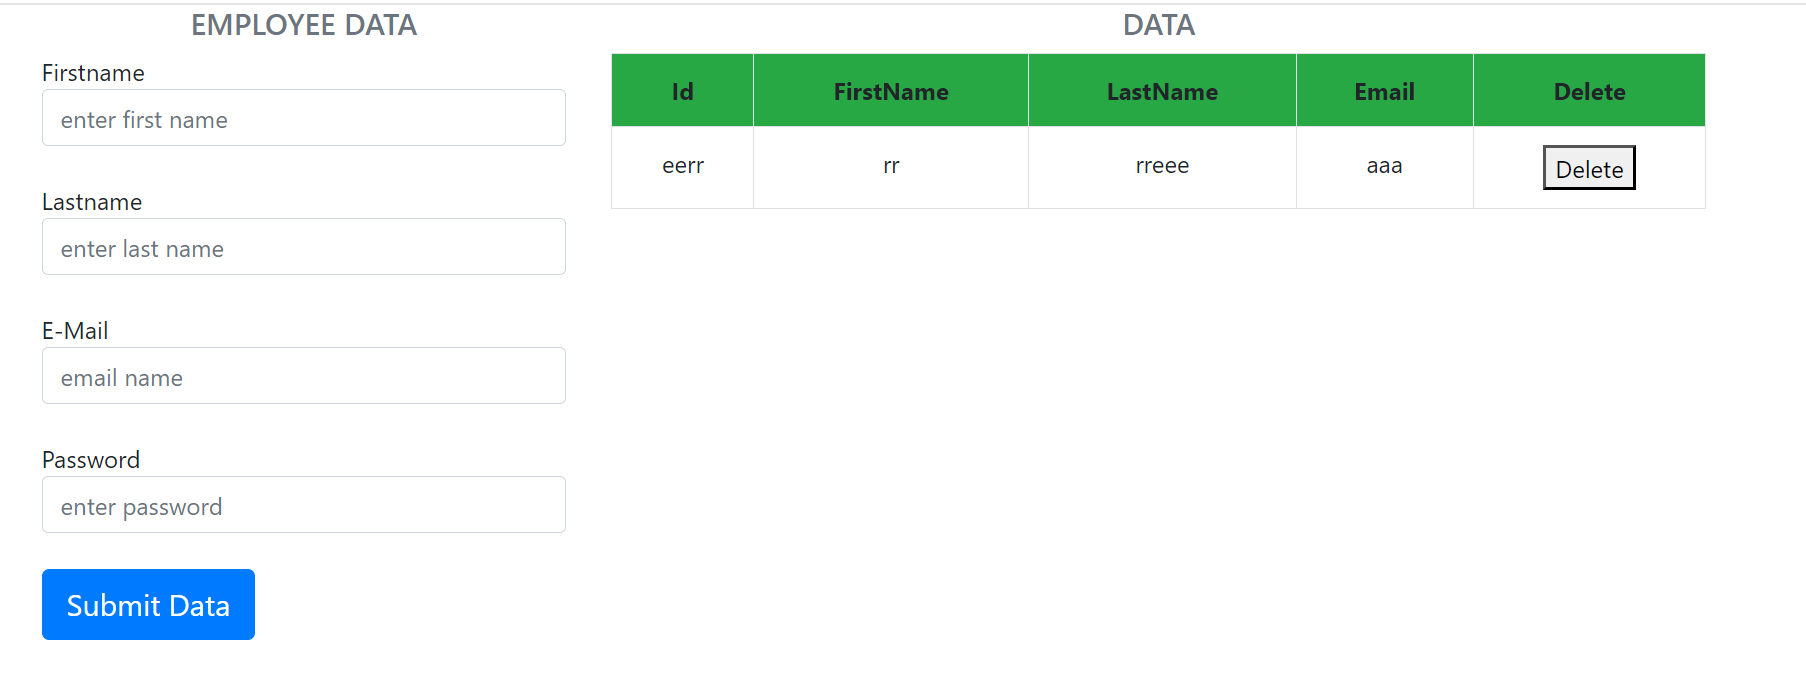 EMPLOYEE DATA
Firstname
enter first name
Lastname
enter last name
E-Mail
email name
Password
enter password
Submit Data
DATA
Id FirstName LastName Email Delete
eerr rr rreee aaa Delete